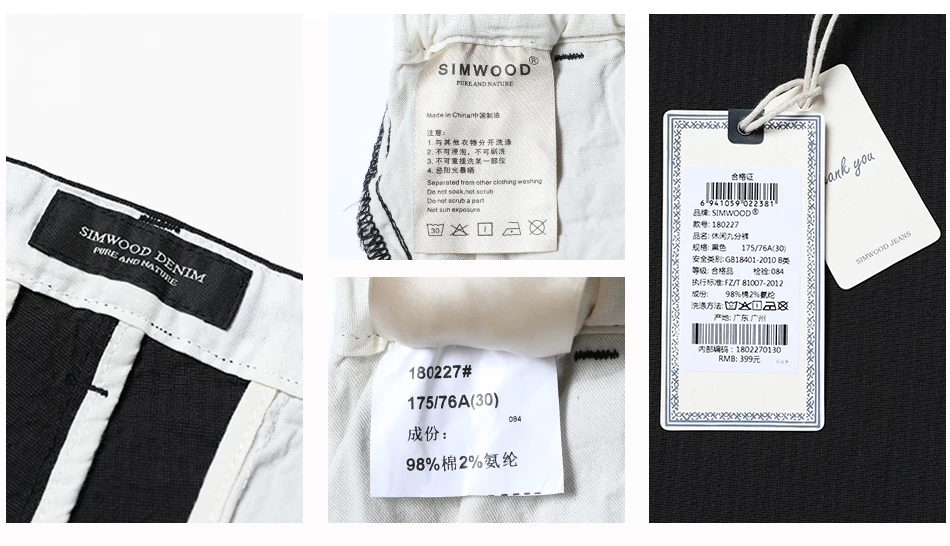 SIMWOOD DENIM
PURE AND NATURE
SIMWOOD®
PURE AND NATURE
Made in China/中国制造
注意:
1. 与其他衣物分开洗涤
2. 不可浸泡，不可刷洗
3. 不可重搓洗某一部位
4. 忌阳光暴晒
Separated from other clothing washing
Do not soak,not scrub
Do not scrub a part
Not sun exposure
30
180227#
175/76A(30)
084
成份：
98%棉2%氨纶
合格证
6 941059 022381
品牌: SIMWOOD®
款号: 180227
品名: 休闲九分裤
规格: 黑色 175/76A(30)
安全类别: GB18401-2010 B类
等级: 合格品 检验: 084
执行标准: FZ/T 81007-2012
成份: 98%棉2%氨纶
洗涤方法:
产地: 广东 广州
内部编码：1802270130
RMB: 399元
ank you
SIMWOOD JEANS